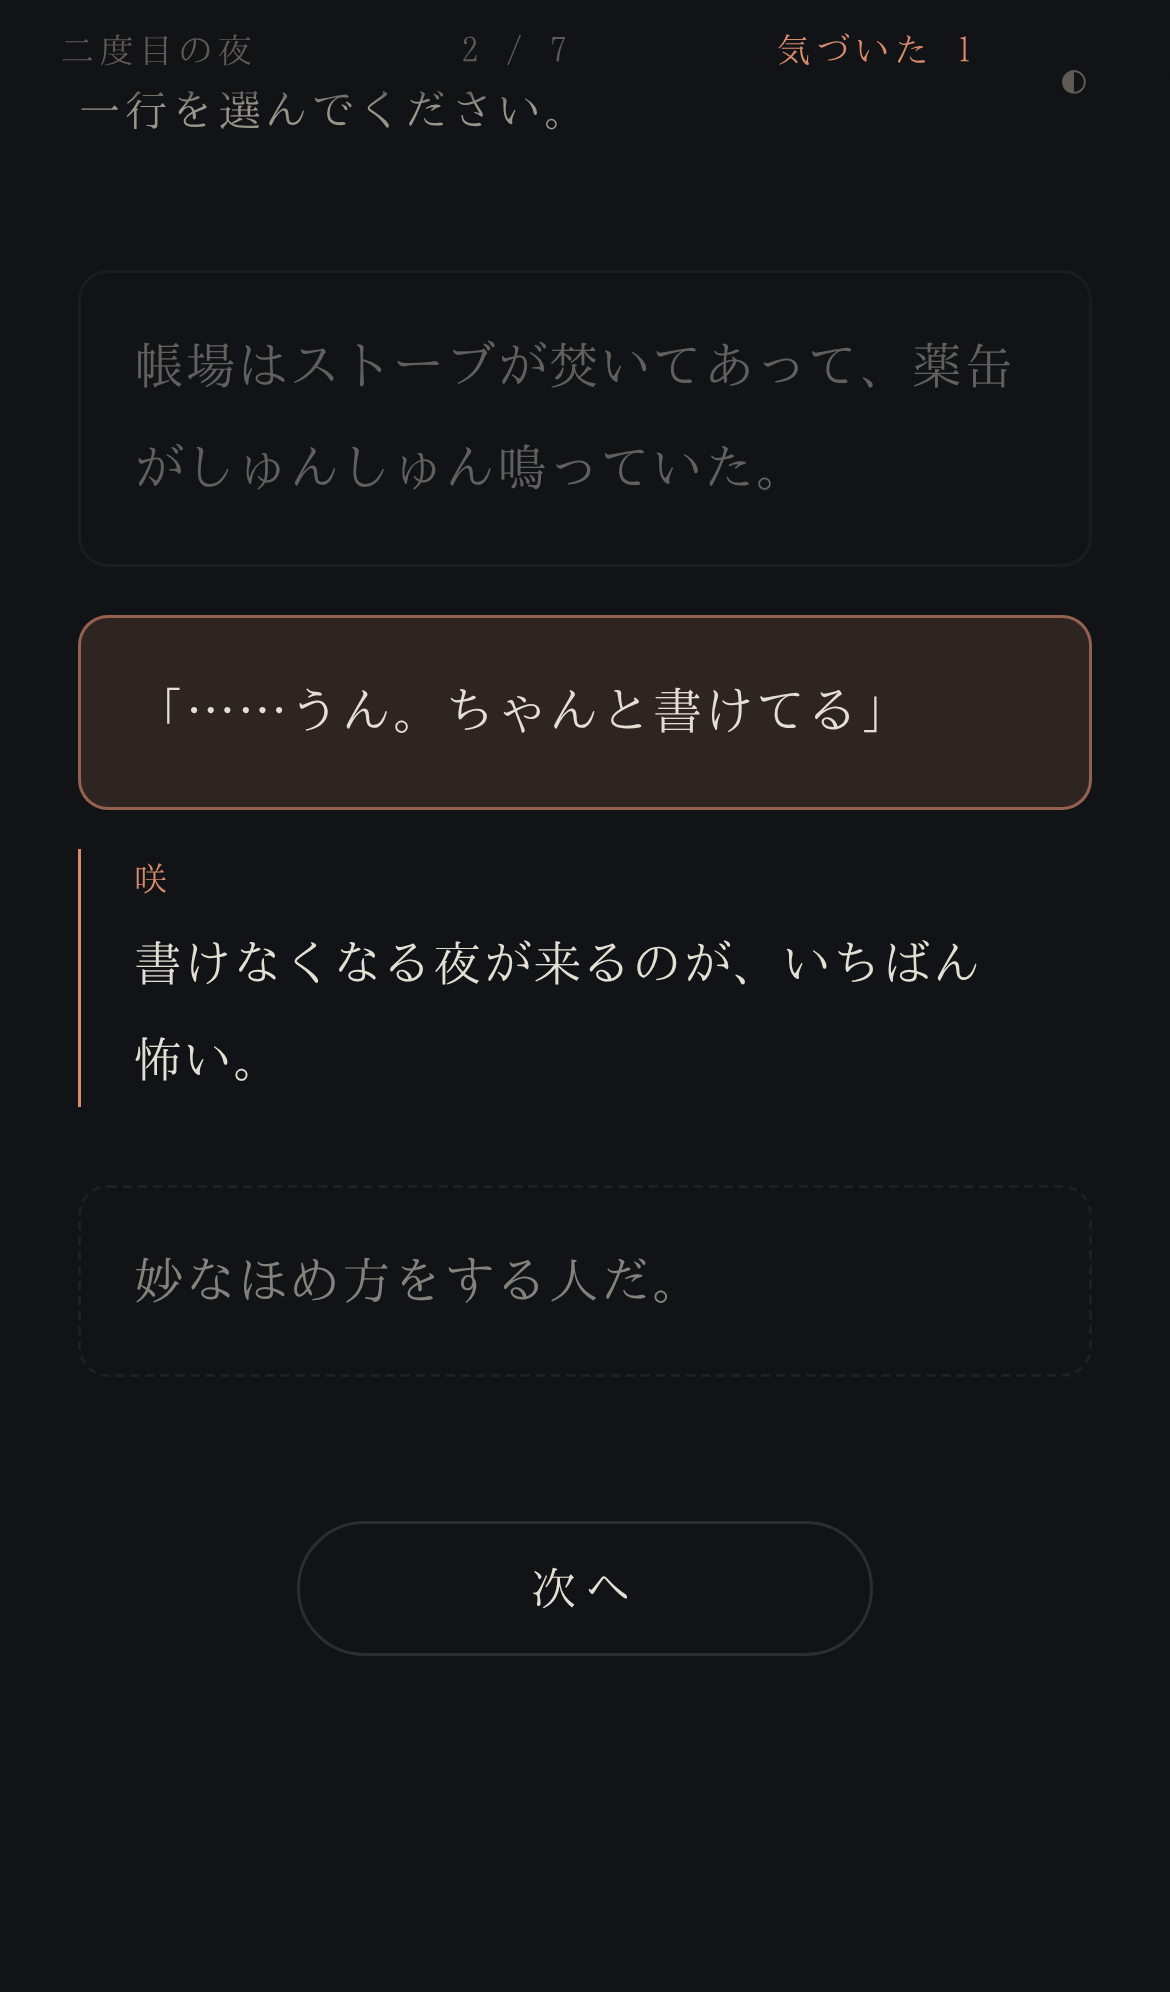 二度目の夜
2 / 7
気づいた 1
一行を選んでください。
帳場はストーブが焚いてあって、薬缶
がしゅんしゅん鳴っていた。
「……うん。ちゃんと書けてる」
咲
書けなくなる夜が来るのが、いちばん
怖い。
妙なほめ方をする人だ。
次へ